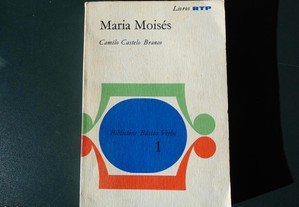 Livros RTP
Maria Moisés
Camilo Castelo Branco
Biblioteca Básica Verbo
1